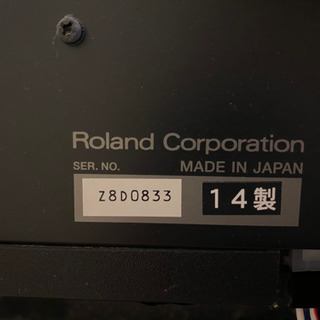 Roland Corporation
SER. NO. MADE IN JAPAN
Z8D0833 14製